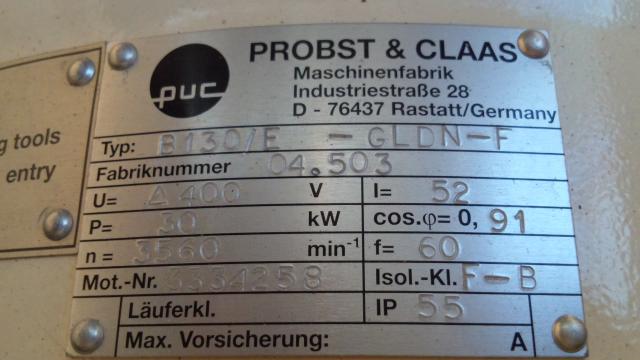 g tools
entry
puc
PROBST & CLAAS
Maschinenfabrik
Industriestraße 28
D - 76437 Rastatt/Germany
Typ: B130/E - GLDN-F
Fabriknummer 04.503
U= △ 400 V I= 52
P= 30 kW cos.φ= 0, 91
n = 3560 min-1 f= 60
Mot.-Nr. 3334258 Isol.-Kl. F-B
Läuferkl. IP 55
Max. Vorsicherung: A